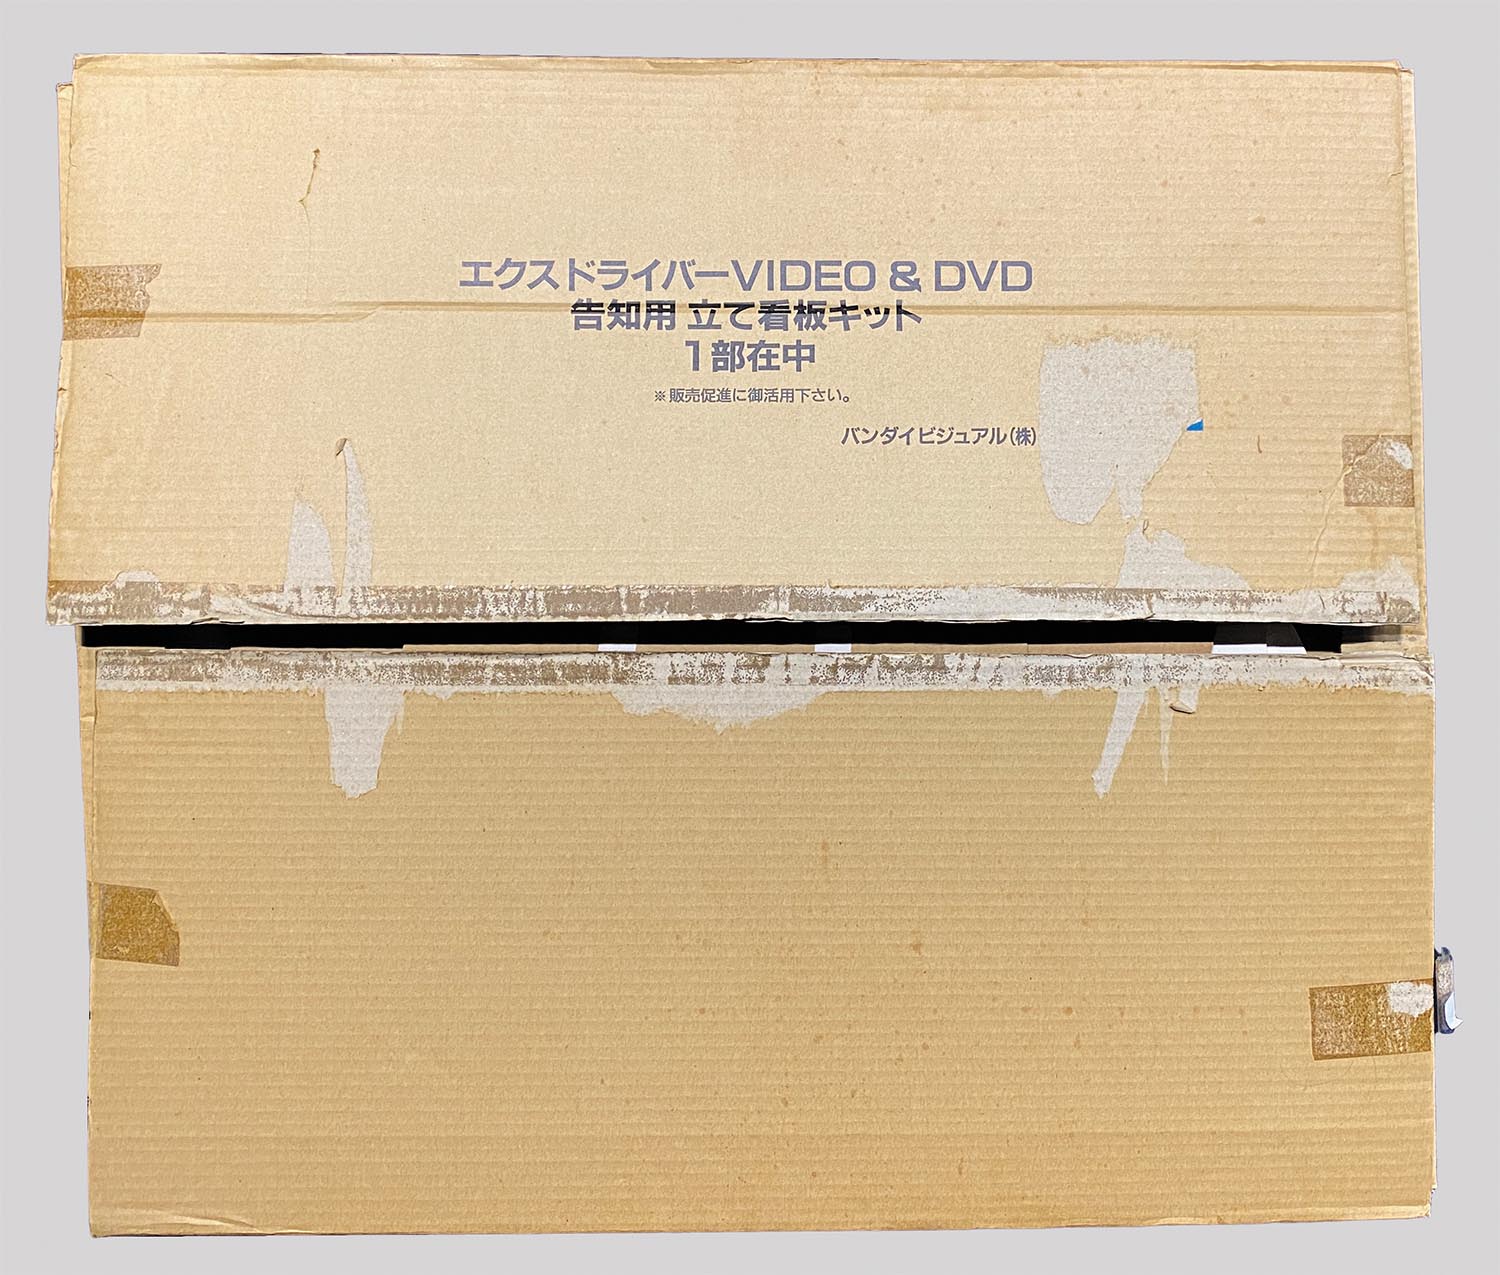 エクスドライバーVIDEO & DVD
告知用 立て看板キット
1部在中
※販売促進に御活用下さい。
バンダイビジュアル(株)